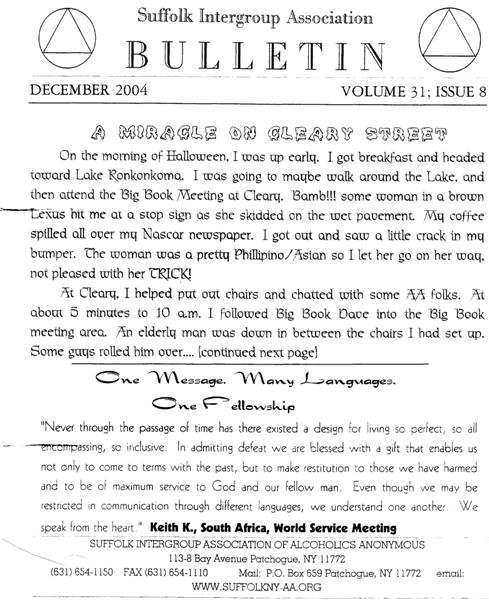 Suffolk Intergroup Association
BULLETIN
DECEMBER 2004 VOLUME 31; ISSUE 8
A MIRACLE ON CLEARY STREET
On the morning of Halloween, I was up early. I got breakfast and headed
toward Lake Ronkonkoma. I was going to maybe walk around the Lake, and
then attend the Big Book Meeting at Cleary. Bamb!!! some woman in a brown
Lexus hit me at a stop sign as she skidded on the wet pavement. My coffee
spilled all over my Nascar newspaper. I got out and saw a little crack in my
bumper. The woman was a pretty Phillipino/Asian so I let her go on her way,
not pleased with her TRICK!
At Cleary, I helped put out chairs and chatted with some AA folks. At
about 5 minutes to 10 a.m. I followed Big Book Dave into the Big Book
meeting area. An elderly man was down in between the chairs I had set up.
Some guys rolled him over.... (continued next page)
One Message. Many Languages.
One Fellowship
"Never through the passage of time has there existed a design for living so perfect, so all
encompassing, so inclusive. In admitting defeat we are blessed with a gift that enables us
not only to come to terms with the past, but to make restitution to those we have harmed
and to be of maximum service to God and our fellow man. Even though we may be
restricted in communication through different languages, we understand one another. We
speak from the heart." Keith K., South Africa, World Service Meeting
SUFFOLK INTERGROUP ASSOCIATION OF ALCOHOLICS ANONYMOUS
113-8 Bay Avenue Patchogue, NY 11772
(631) 654-1150 FAX (631) 654-1110 Mail: P.O. Box 659 Patchogue, NY 11772 email:
WWW.SUFFOLKNY-AA.ORG